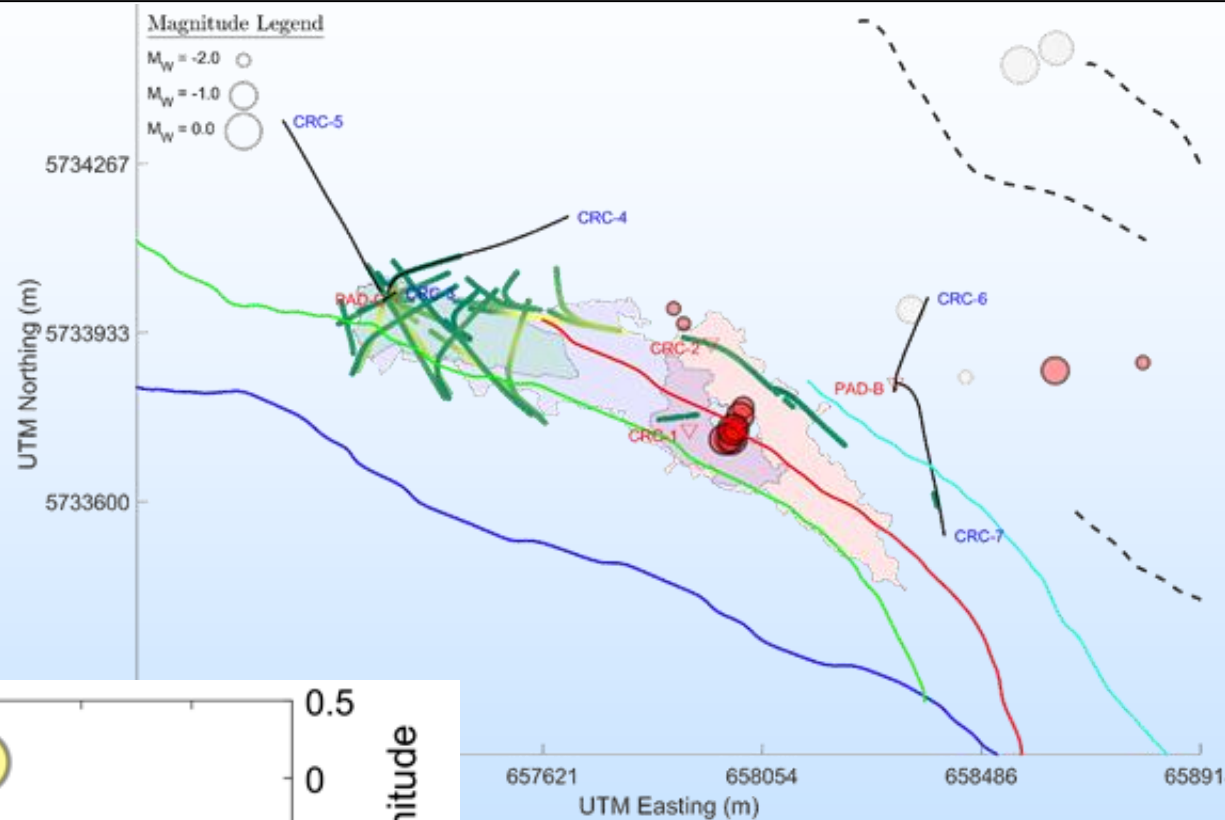 Magnitude Legend
MW = -2.0
MW = -1.0
MW = 0.0
CRC-5
CRC-4
5734267
PAD-C
CRC-3
CRC-6
5733933
CRC-2
PAD-B
CRC-1
5733600
CRC-7
UTM Northing (m)
0.5
0
nitude
657621
658054
658486
65891
UTM Easting (m)